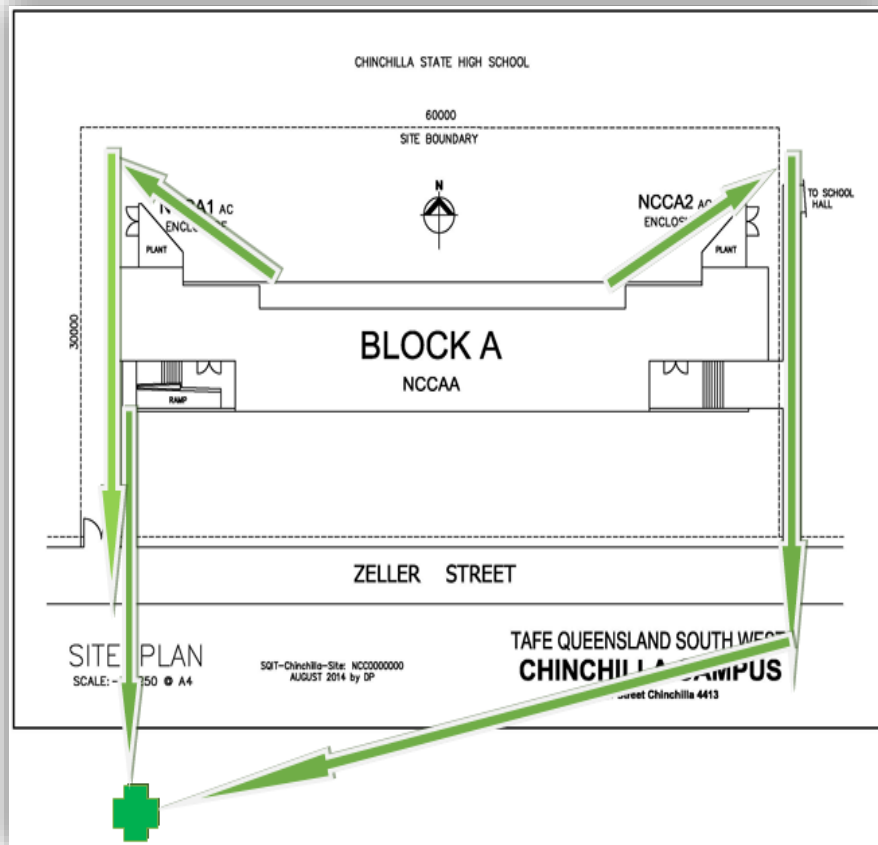 CHINCHILLA STATE HIGH SCHOOL
60000
SITE BOUNDARY
N
AC
NCCA2 AC
TO SCHOOL
HALL
PLANT
PLANT
30000
BLOCK A
NCCAA
RAMP
ZELLER STREET
SITE PLAN
SCALE:- @ A4
SQIT-Chinchilla-Site: NCC0000000
AUGUST 2014 by DP
TAFE QUEENSLAND SOUTH WEST
CHINCHILLA CAMPUS
Street Chinchilla 4413